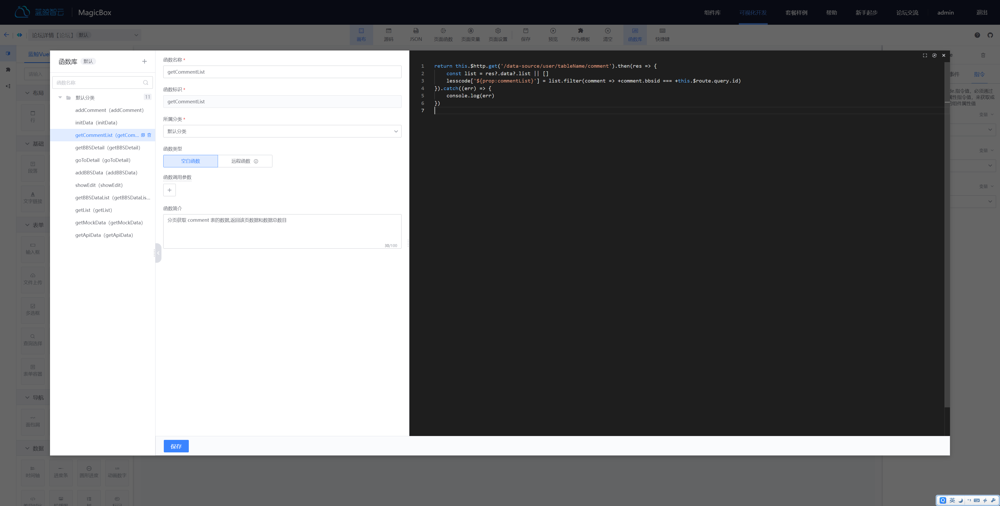 蓝鲸智云 MagicBox
组件库 可视化开发 套餐样例 帮助 新手起步 论坛交流 admin 退出
论坛详情【论坛】 默认
画布 源码 JSON 页面函数 页面变量 页面设置 保存 预览 存为模板 清空 函数库 快捷键
蓝鲸Vue
请输入
布局
行
基础
段落
文字链接
表单
输入框
文件上传
多选框
查询选择
表单容器
导航
面包屑
数据
时间轴 进度条 圆形进度 动画数字
函数库 默认
函数名称
默认分类 11
addComment（addComment）
initData（initData）
getCommentList（getCom...
getBBSDetail（getBBSDetail）
goToDetail（goToDetail）
addBBSData（addBBSData）
showEdit（showEdit）
getBBSDataList（getBBSDataLis...
getList（getList）
getMockData（getMockData）
getApiData（getApiData）
函数名称 *
getCommentList
函数标识 *
getCommentList
所属分类 *
默认分类
函数类型
空白函数 远程函数
函数调用参数
函数简介
分页获取 comment 表的数据,返回该页数据和数据总数目
30/100
保存
1 return this.$http.get('/data-source/user/tableName/comment').then(res => {
2 const list = res?.data?.list || []
3 lesscode['${prop:commentList}'] = list.filter(comment => +comment.bbsid === +this.$route.query.id)
4 }).catch((err) => {
5 console.log(err)
6 })
7
事件 指令
de.指令值，必须通过
属性指令值，来获取或
的组件属性值
变量
变量
变量
英